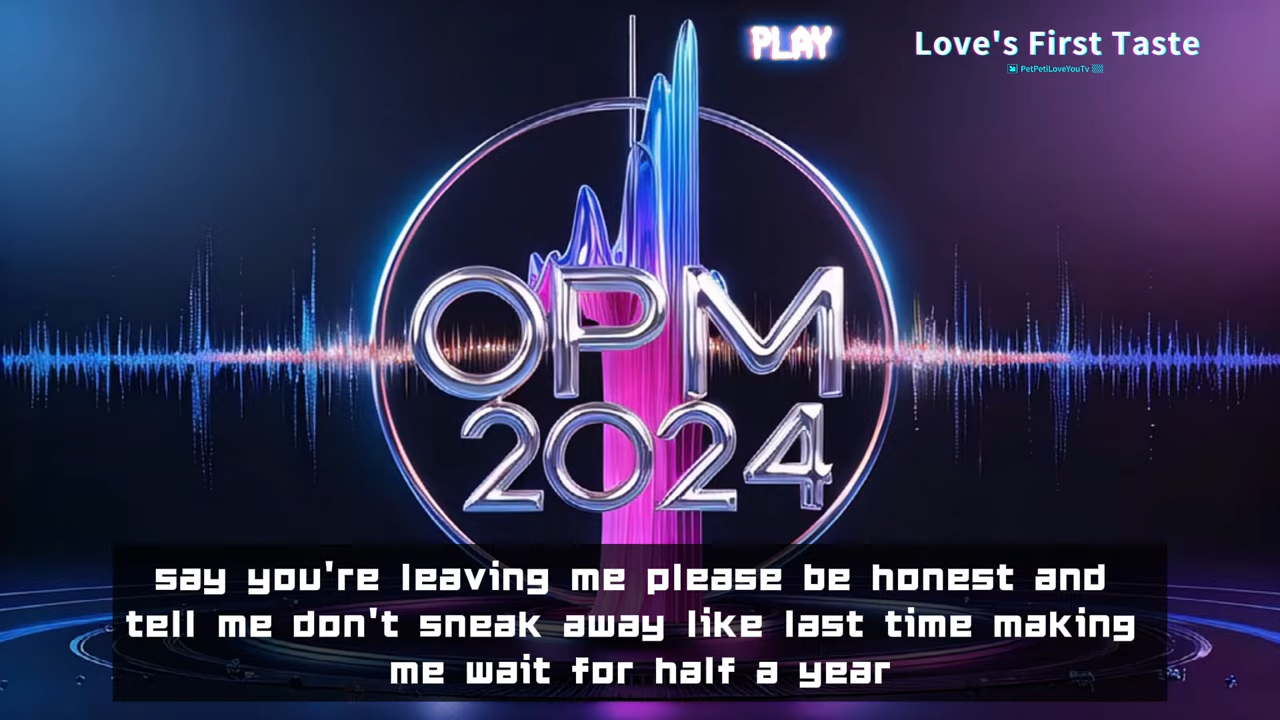 PLAY
Love's First Taste
PetPetiLoveYouTv
OPM
2024
say you're leaving me please be honest and
tell me don't sneak away like last time making
me wait for half a year